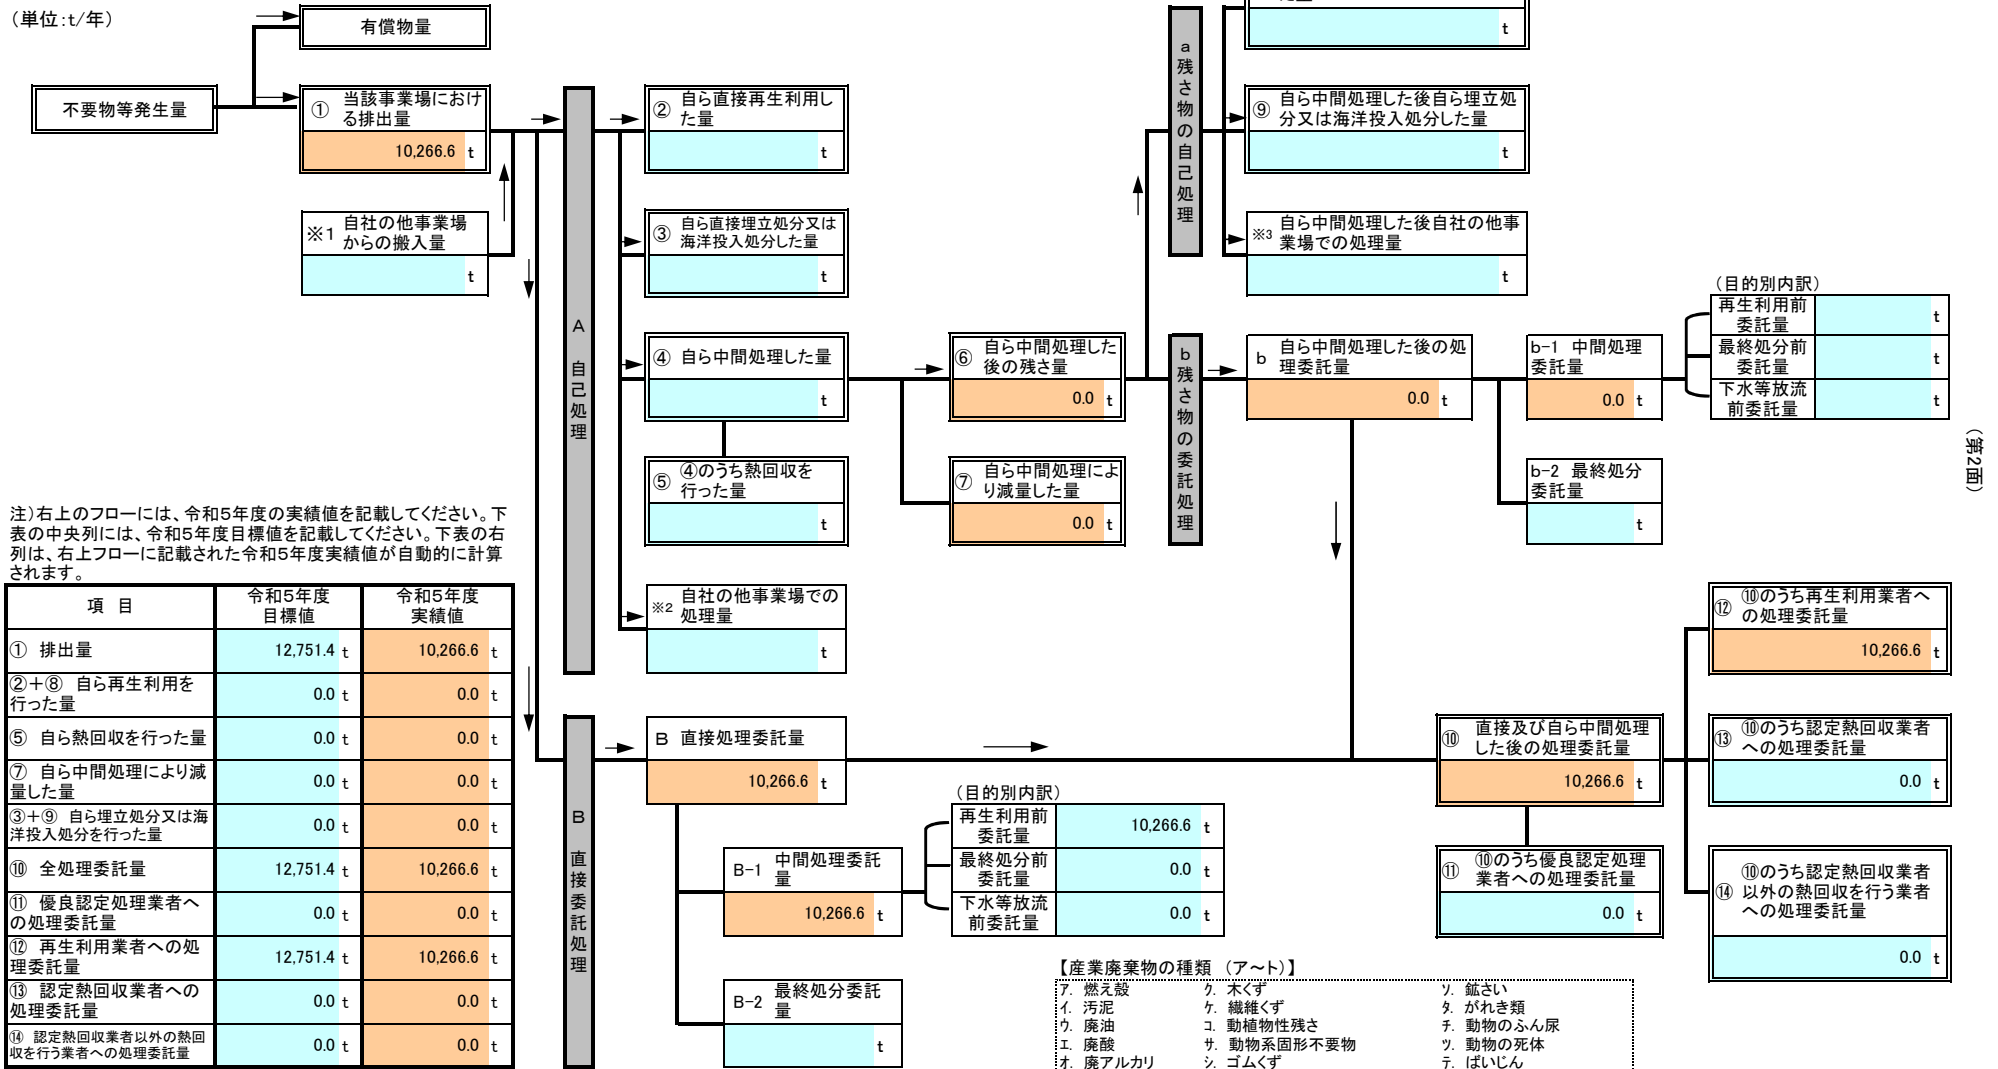 （単位:t/年）
有償物量
不要物等発生量
① 当該事業場におけ
る排出量
10,266.6 t
※1 自社の他事業場
からの搬入量
t
A 自己処理
② 自ら直接再生利用し
た量
t
③ 自ら直接埋立処分又は
海洋投入処分した量
t
④ 自ら中間処理した量
t
⑤ ④のうち熱回収を
行った量
t
※2 自社の他事業場での
処理量
t
⑥ 自ら中間処理した
後の残さ量
0.0 t
⑦ 自ら中間処理によ
り減量した量
0.0 t
a残さ物の自己処理
t
⑨ 自ら中間処理した後自ら埋立処
分又は海洋投入処分した量
t
※3 自ら中間処理した後自社の他事
業場での処理量
t
b残さ物の委託処理
b 自ら中間処理した後の処
理委託量
0.0 t
b-1 中間処理
委託量
0.0 t
b-2 最終処分
委託量
t
（目的別内訳）
再生利用前
委託量
t
最終処分前
委託量
t
下水等放流
前委託量
t
（第2面）
注）右上のフローには、令和5年度の実績値を記載してください。下
表の中央列には、令和5年度目標値を記載してください。下表の右
列は、右上フローに記載された令和5年度実績値が自動的に計算
されます。
項 目 令和5年度
目標値 令和5年度
実績値
① 排出量 12,751.4 t 10,266.6 t
②＋⑧ 自ら再生利用を
行った量 0.0 t 0.0 t
⑤ 自ら熱回収を行った量 0.0 t 0.0 t
⑦ 自ら中間処理により減
量した量 0.0 t 0.0 t
③＋⑨ 自ら埋立処分又は海
洋投入処分を行った量 0.0 t 0.0 t
⑩ 全処理委託量 12,751.4 t 10,266.6 t
⑪ 優良認定処理業者へ
の処理委託量 0.0 t 0.0 t
⑫ 再生利用業者への処
理委託量 12,751.4 t 10,266.6 t
⑬ 認定熱回収業者への
処理委託量 0.0 t 0.0 t
⑭ 認定熱回収業者以外の熱回
収を行う業者への処理委託量 0.0 t 0.0 t
B 直接委託処理
B 直接処理委託量
10,266.6 t
B-1 中間処理委託
量
10,266.6 t
B-2 最終処分委託
量
t
（目的別内訳）
再生利用前
委託量
10,266.6 t
最終処分前
委託量
0.0 t
下水等放流
前委託量
0.0 t
⑩ 直接及び自ら中間処理
した後の処理委託量
10,266.6 t
⑪ ⑩のうち優良認定処理
業者への処理委託量
0.0 t
⑫ ⑩のうち再生利用業者へ
の処理委託量
10,266.6 t
⑬ ⑩のうち認定熱回収業者
への処理委託量
0.0 t
⑭ ⑩のうち認定熱回収業者
以外の熱回収を行う業者
への処理委託量
0.0 t
【産業廃棄物の種類 （ア～ト）】
ア. 燃え殻 ク. 木くず ソ. 鉱さい
イ. 汚泥 ケ. 繊維くず タ. がれき類
ウ. 廃油 コ. 動植物性残さ チ. 動物のふん尿
エ. 廃酸 サ. 動物系固形不要物 ツ. 動物の死体
オ. 廃アルカリ シ. ゴムくず テ. ばいじん